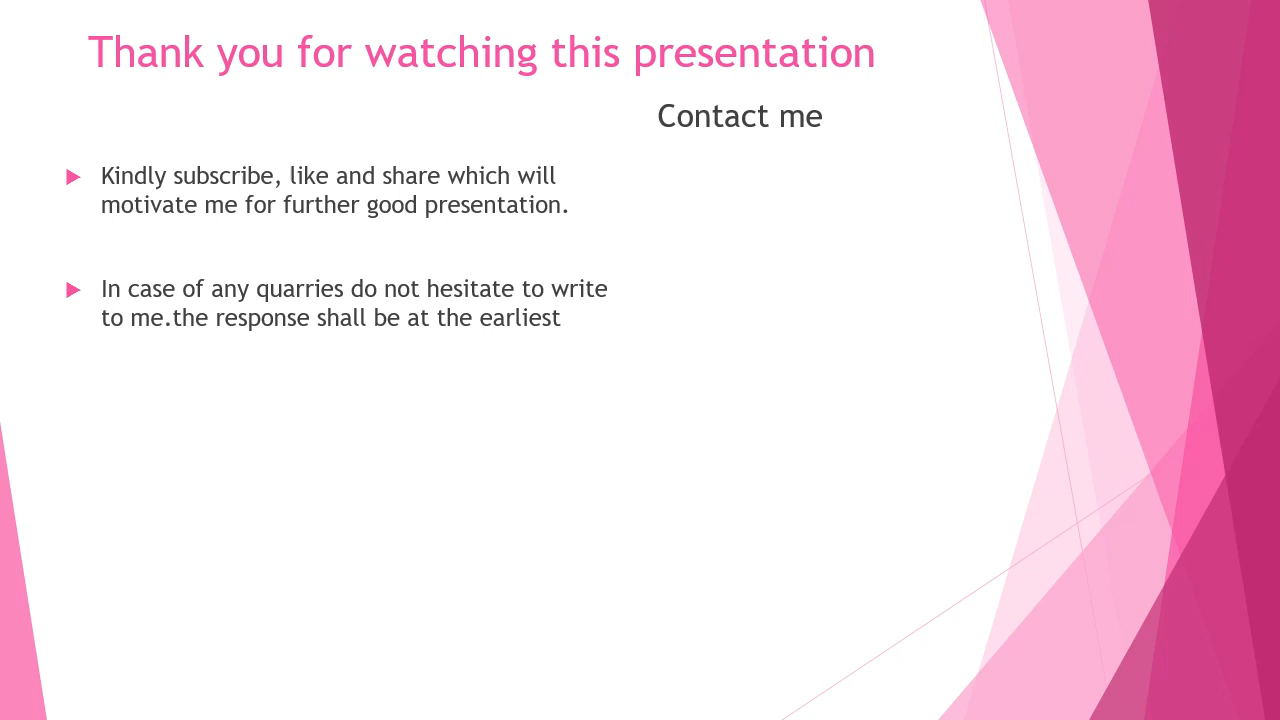 Thank you for watching this presentation
Contact me
Kindly subscribe, like and share which will
motivate me for further good presentation.
In case of any quarries do not hesitate to write
to me.the response shall be at the earliest